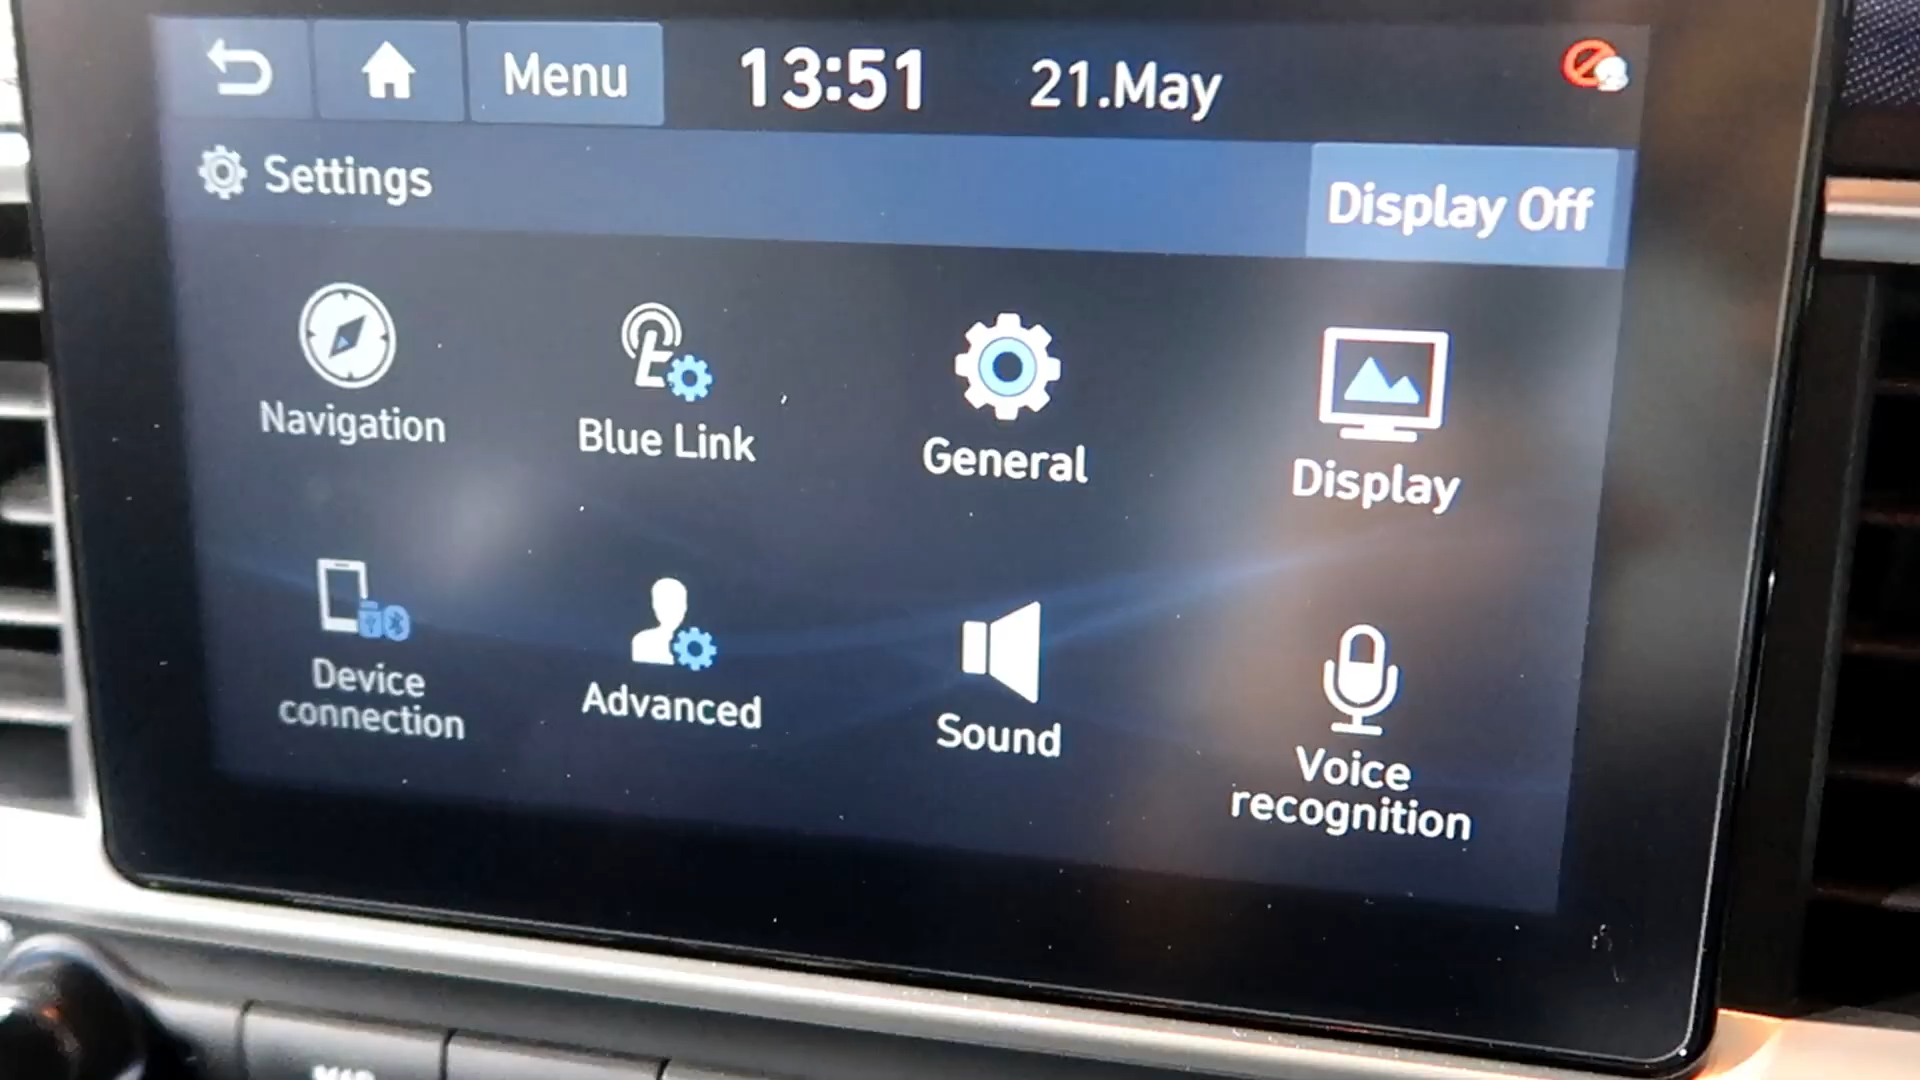 Menu 13:51 21.May
Settings
Display Off
Navigation
Blue Link
General
Display
Device
connection
Advanced
Sound
Voice
recognition